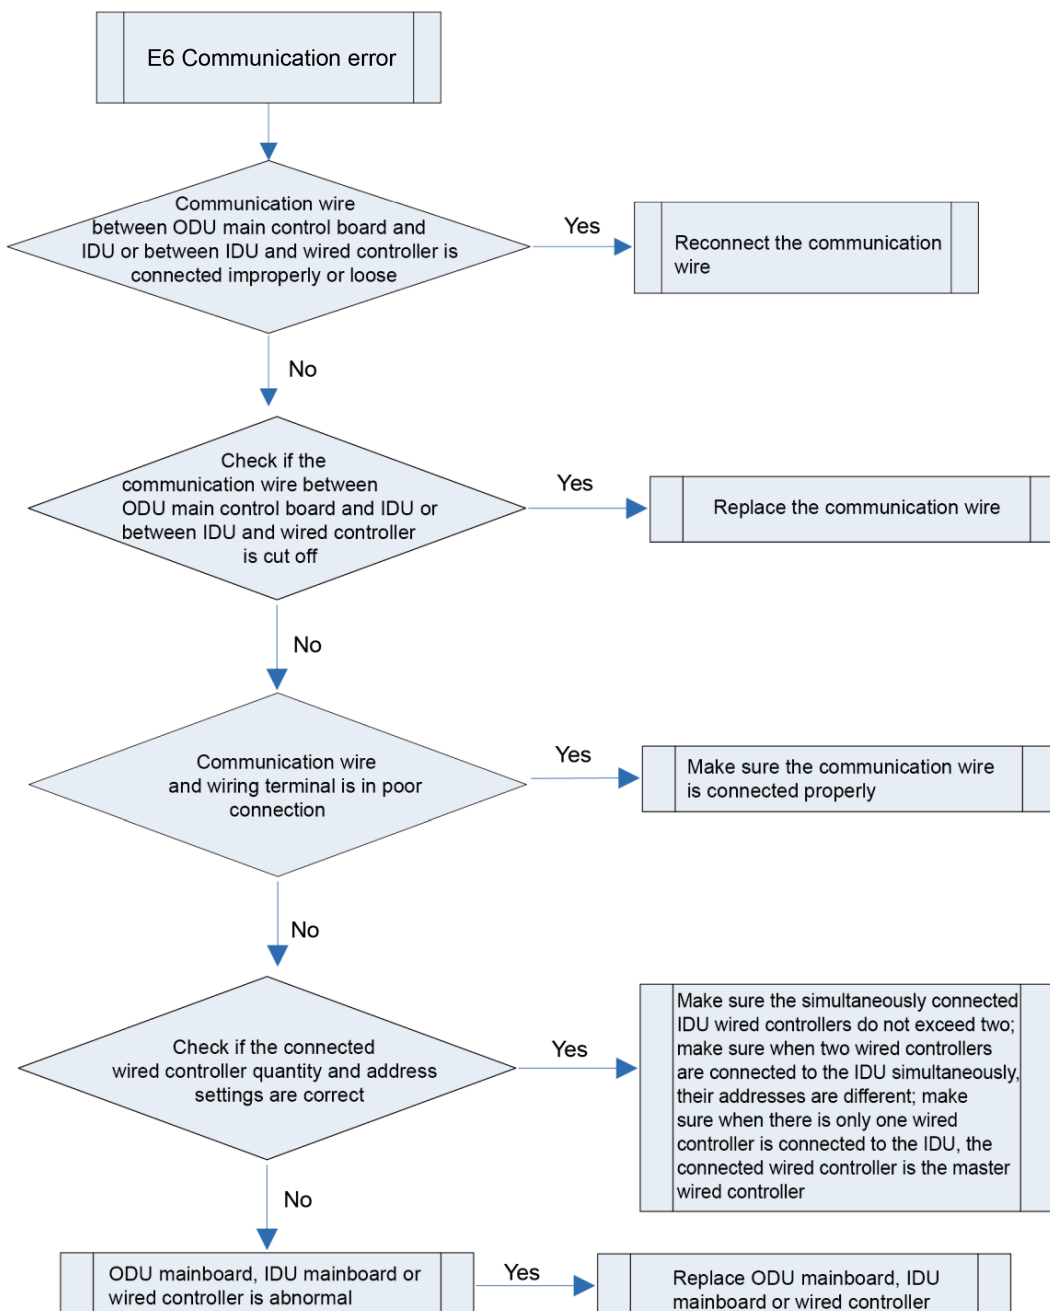 E6 Communication error
Communication wire
between ODU main control board and
IDU or between IDU and wired controller is
connected improperly or loose
Yes
Reconnect the communication
wire
No
Check if the
communication wire between
ODU main control board and IDU or
between IDU and wired controller
is cut off
Yes
Replace the communication wire
No
Communication wire
and wiring terminal is in poor
connection
Yes
Make sure the communication wire
is connected properly
No
Check if the connected
wired controller quantity and address
settings are correct
Yes
Make sure the simultaneously connected
IDU wired controllers do not exceed two;
make sure when two wired controllers
are connected to the IDU simultaneously,
their addresses are different; make
sure when there is only one wired
controller is connected to the IDU, the
connected wired controller is the master
wired controller
No
ODU mainboard, IDU mainboard or
wired controller is abnormal
Yes
Replace ODU mainboard, IDU
mainboard or wired controller